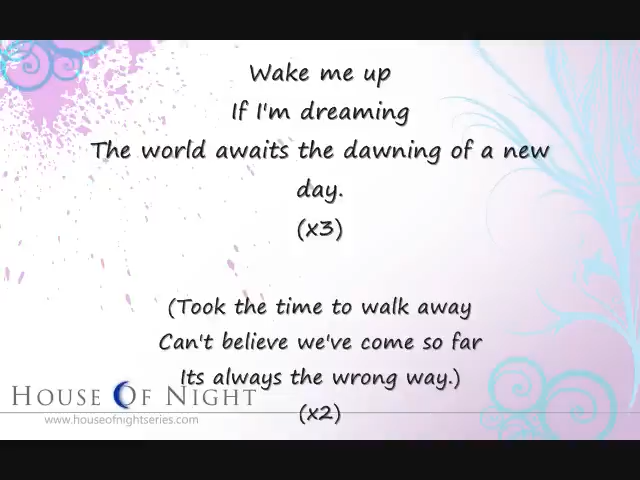 Wake me up
If I'm dreaming
The world awaits the dawning of a new
day.
(x3)
(Took the time to walk away
Can't believe we've come so far
Its always the wrong way.)
(x2)
HOUSE OF NIGHT
www.houseofnightseries.com